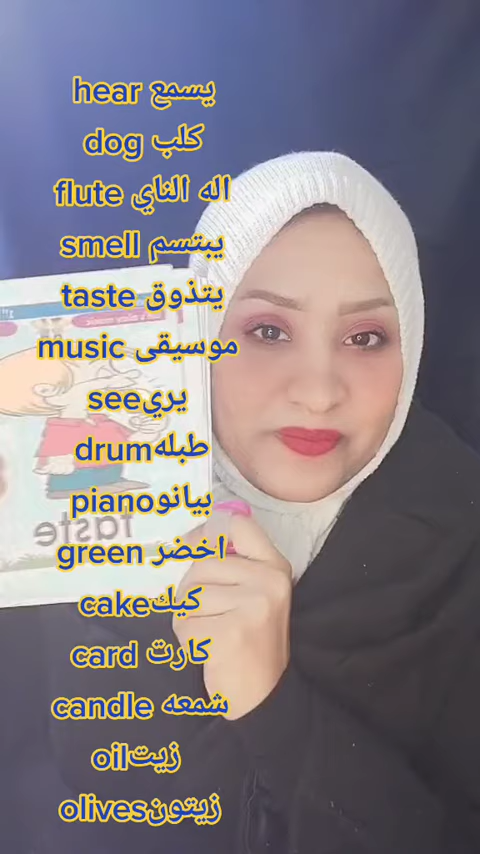 hear يسمع
dog كلب
flute اله الناي
smell يبتسم
taste يتذوق
music موسيقى
see يري
drum طبله
piano بيانو
green اخضر
cake كيك
card كارت
candle شمعه
oil زيت
olives زيتون
taste